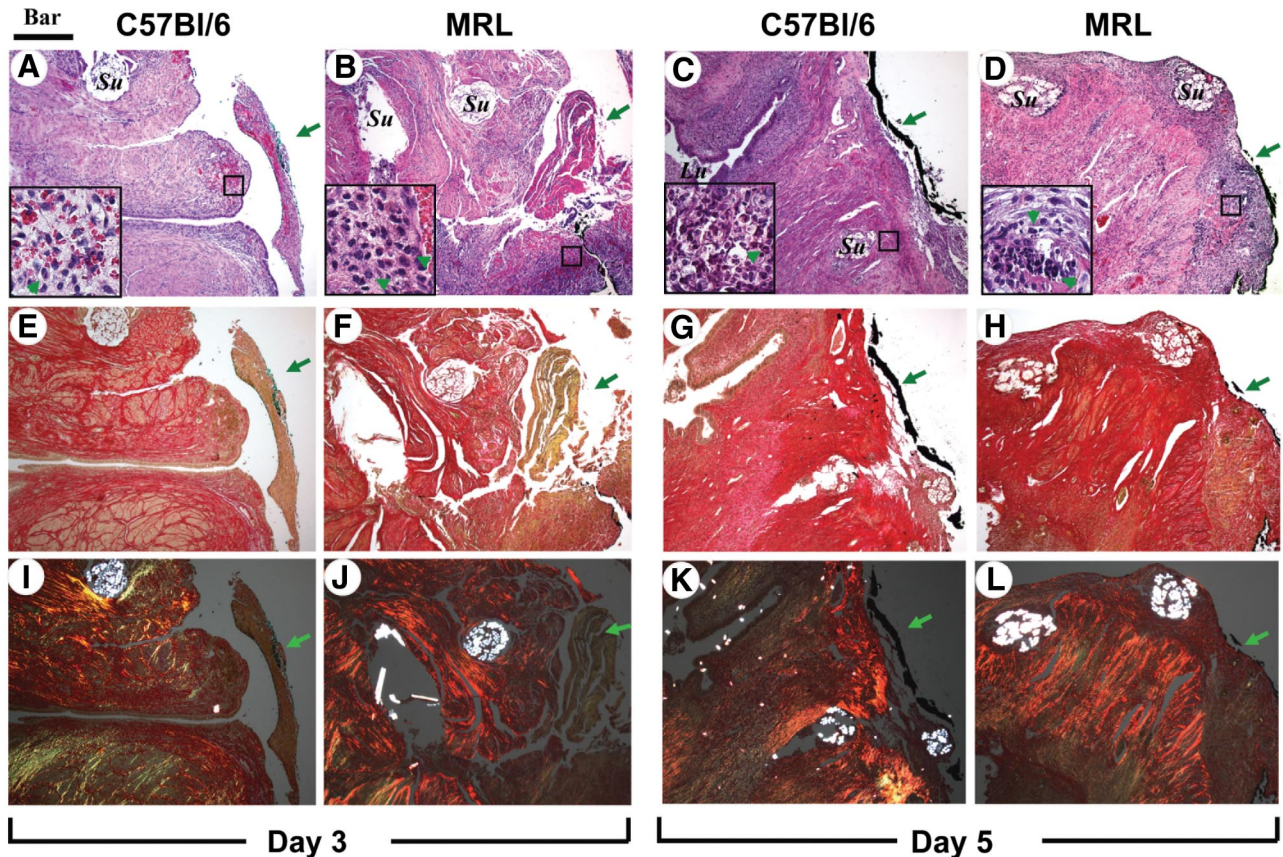 Bar
C57Bl/6 MRL C57Bl/6 MRL
A B C D
Su Su Su Lu Su Su Su
E F G H
I J K L
Day 3 Day 5